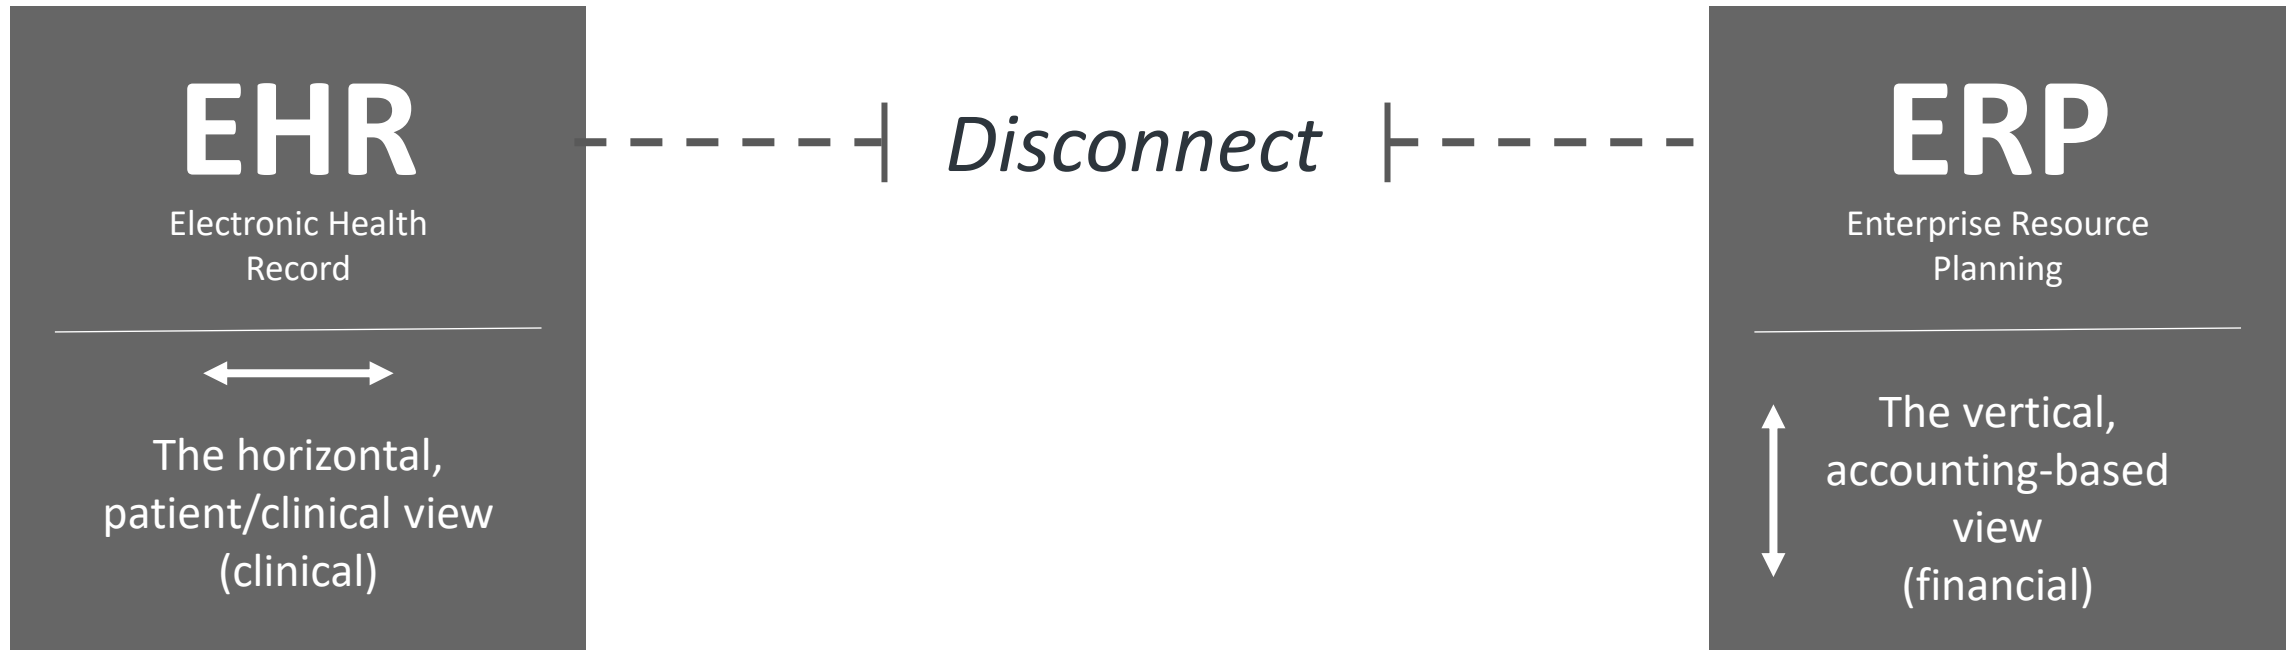 EHR
Electronic Health
Record
The horizontal,
patient/clinical view
(clinical)
Disconnect
ERP
Enterprise Resource
Planning
The vertical,
accounting-based
view
(financial)